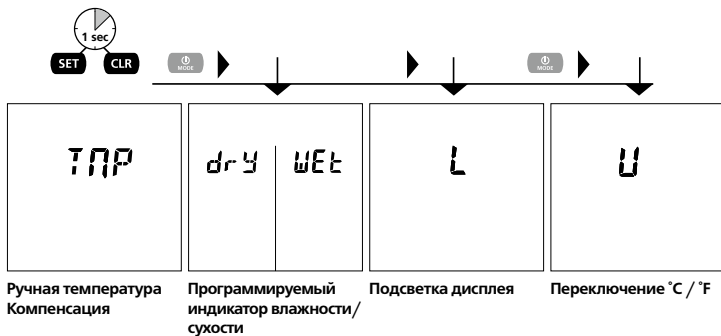 1 sec
SET CLR
MODE MODE
TMP dry WEt L U
Ручная температура Компенсация
Программируемый индикатор влажности/ сухости
Подсветка дисплея
Переключение ˚C / ˚F